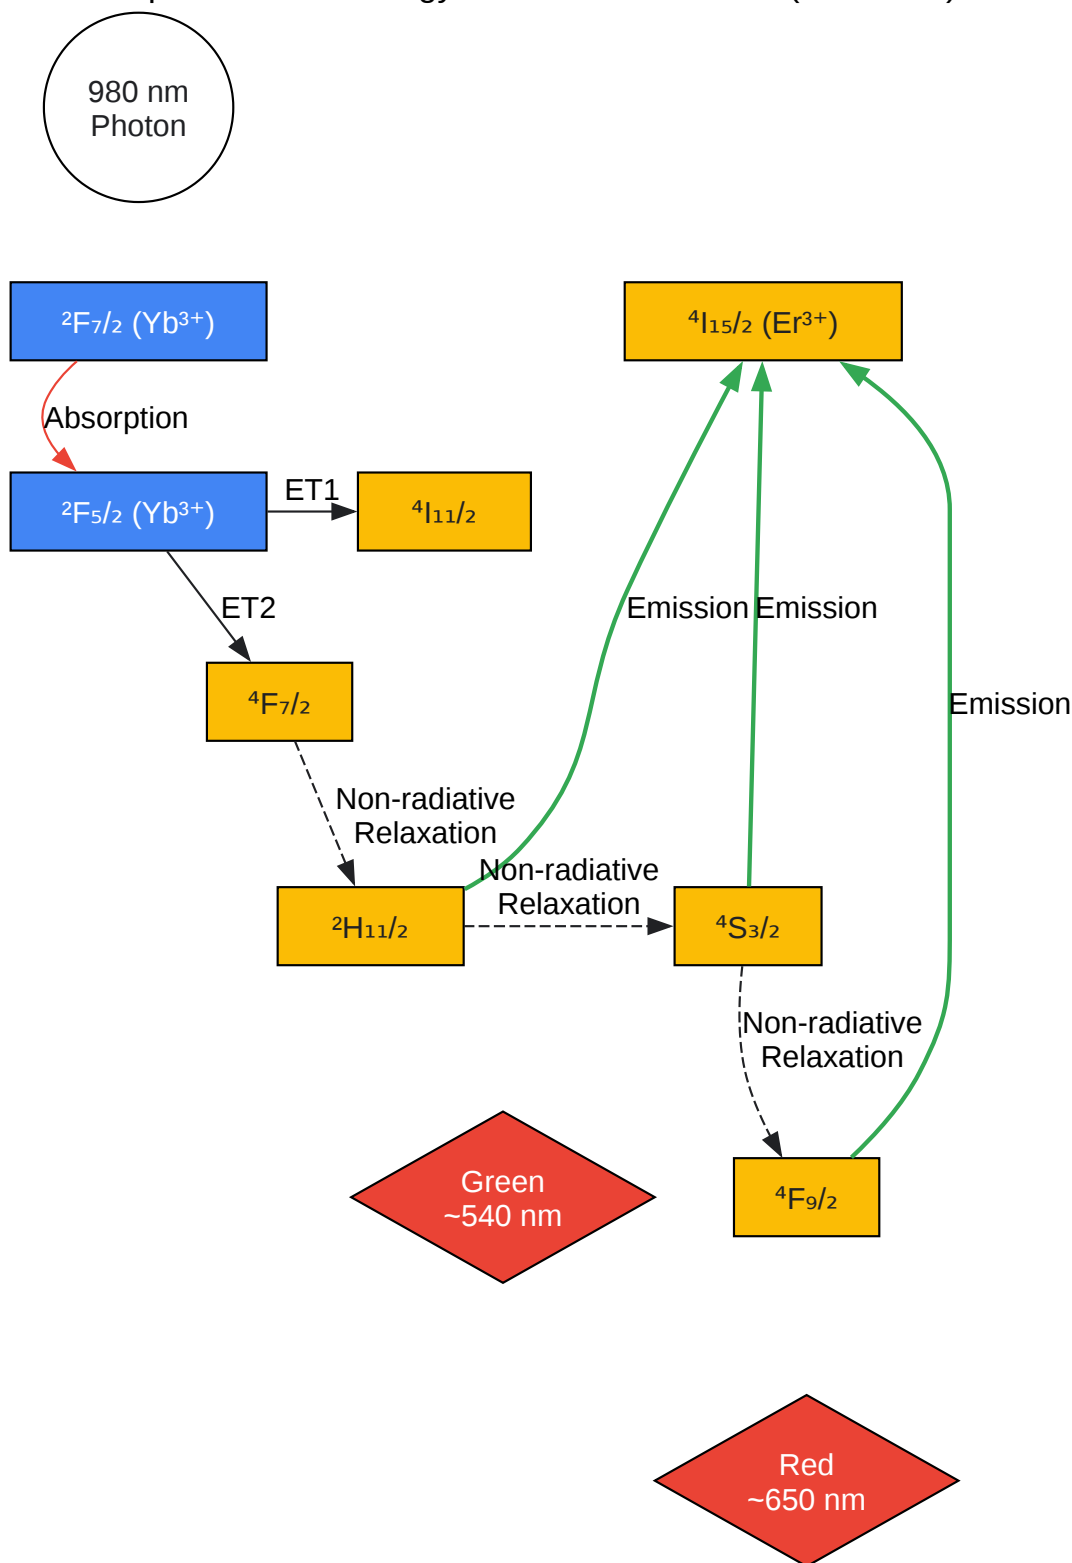 980 nm
Photon
²F₇/₂ (Yb³⁺)
⁴I₁₅/₂ (Er³⁺)
Absorption
²F₅/₂ (Yb³⁺)
ET1
⁴I₁₁/₂
ET2
Emission
Emission
⁴F₇/₂
Emission
Non-radiative
Relaxation
Non-radiative
Relaxation
²H₁₁/₂
⁴S₃/₂
Non-radiative
Relaxation
Green
~540 nm
⁴F₉/₂
Red
~650 nm